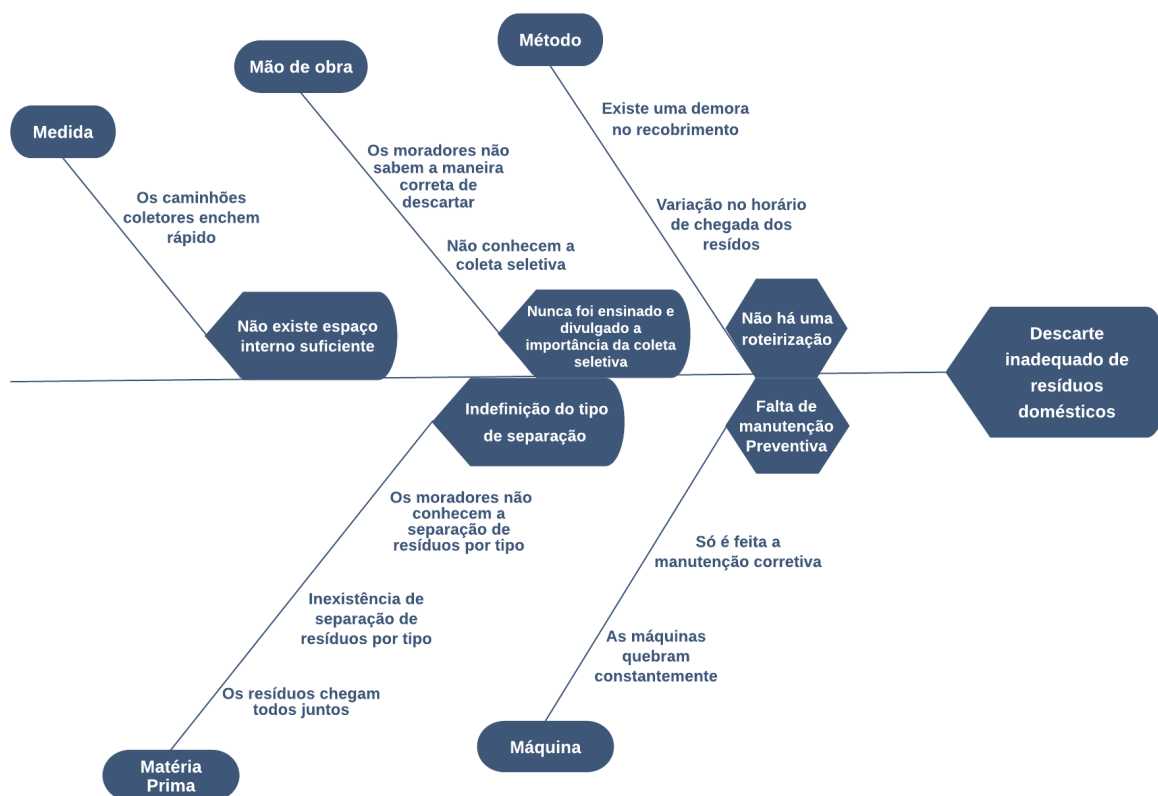 Método
Mão de obra
Medida
Existe uma demora
no recobrimento
Os moradores não
sabem a maneira
correta de
descartar
Os caminhões
coletores enchem
rápido
Variação no horário
de chegada dos
resídos
Não conhecem a
coleta seletiva
Não existe espaço
interno suficiente
Nunca foi ensinado e
divulgado a
importância da coleta
seletiva
Não há uma
roteirização
Descarte
inadequado de
resíduos
domésticos
Indefinição do tipo
de separação
Falta de
manutenção
Preventiva
Os moradores não
conhecem a
separação de
resíduos por tipo
Só é feita a
manutenção corretiva
Inexistência de
separação de
resíduos por tipo
As máquinas
quebram
constantemente
Os resíduos chegam
todos juntos
Máquina
Matéria
Prima